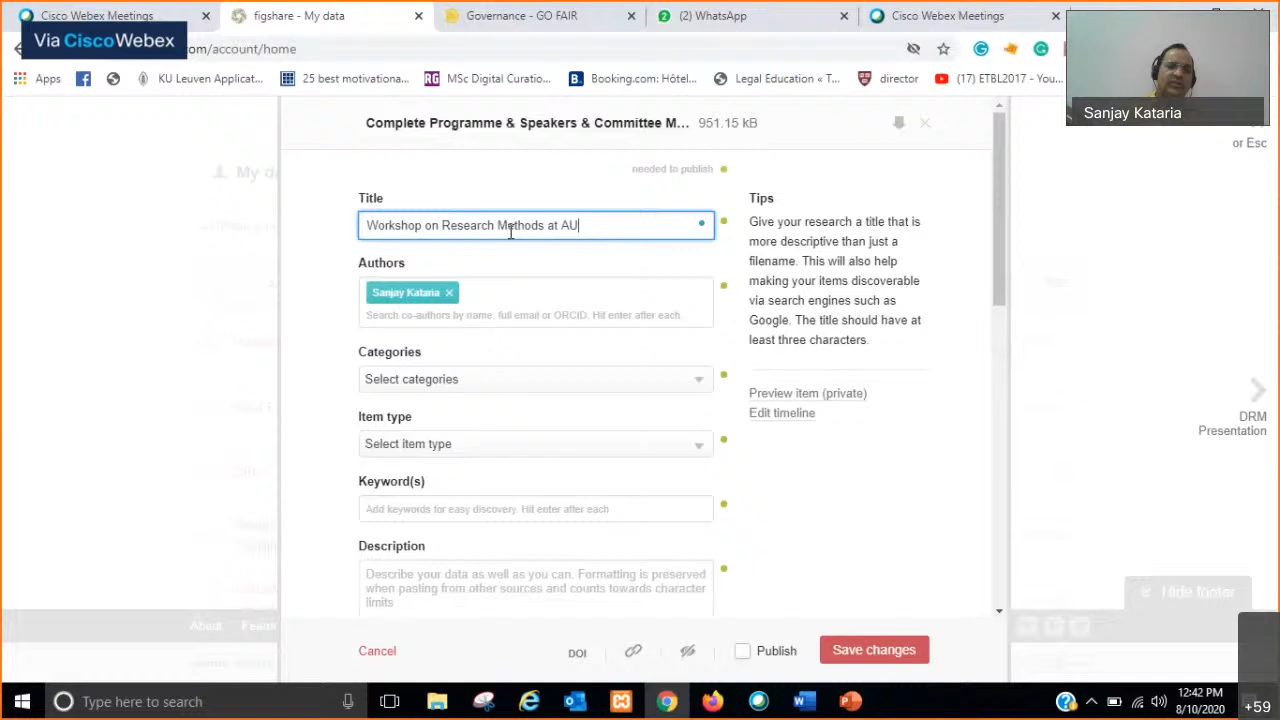 Cisco Webex Meetings
figshare - My data
Governance - GO FAIR
(2) WhatsApp
Cisco Webex Meetings
Via Cisco Webex
om/account/home
Apps
KU Leuven Applicat...
25 best motivationa...
MSc Digital Curatio...
Booking.com: Hôtel...
Legal Education « T...
director
(17) ETBL2017 - You...
Sanjay Kataria
or Esc
Complete Programme & Speakers & Committee M... 951.15 kB
My da
needed to publish
Title
Workshop on Research Methods at AU
Authors
Sanjay Kataria
Search co-authors by name, full email or ORCID. Hit enter after each.
Categories
Select categories
Item type
Select item type
Keyword(s)
Add keywords for easy discovery. Hit enter after each
Description
Describe your data as well as you can. Formatting is preserved
when pasting from other sources and counts towards character
limits
Tips
Give your research a title that is
more descriptive than just a
filename. This will also help
making your items discoverable
via search engines such as
Google. The title should have at
least three characters.
Preview item (private)
Edit timeline
DRM
Presentation
Hide footer
About
Cancel
DOI
Publish
Save changes
Type here to search
12:42 PM
8/10/2020
+59